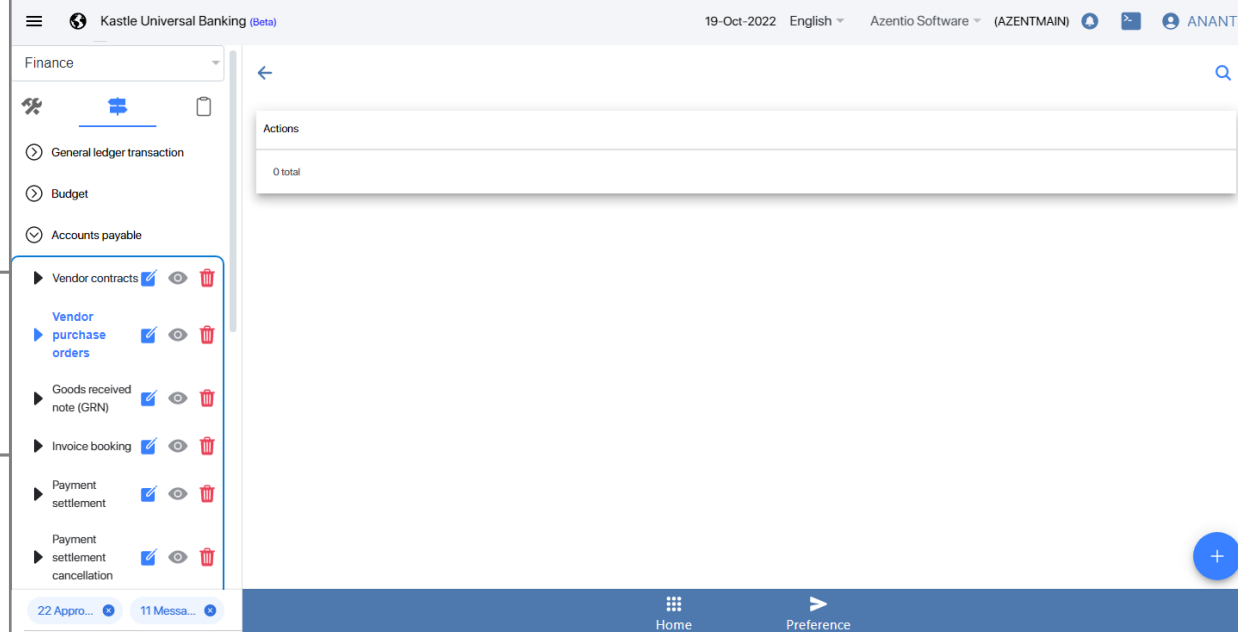 Kastle Universal Banking (Beta)
19-Oct-2022 English Azentio Software (AZENTMAIN) ANANT
Finance
General ledger transaction
Budget
Accounts payable
Vendor contracts
Vendor
purchase
orders
Goods received
note (GRN)
Invoice booking
Payment
settlement
Payment
settlement
cancellation
22 Appro... 11 Messa...
Actions
0 total
Home
Preference